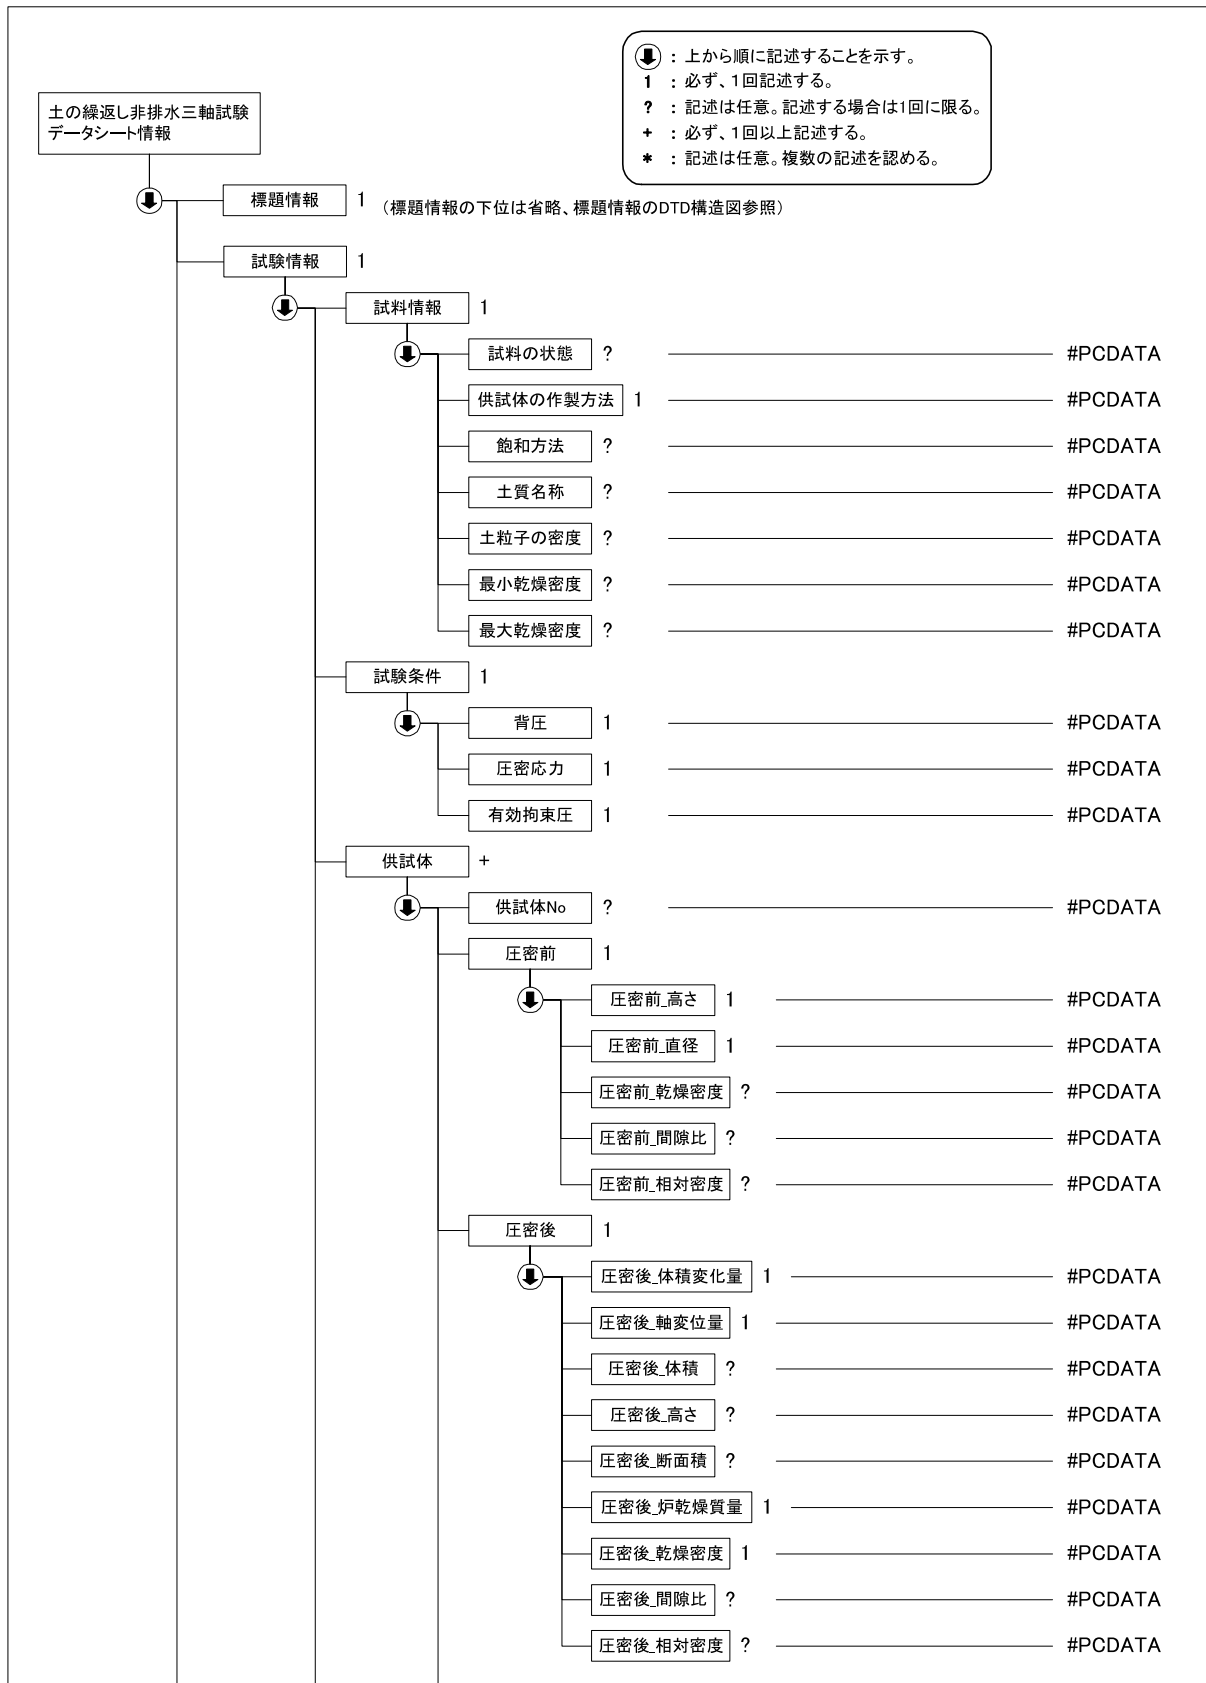 ：上から順に記述することを示す。
1 ：必ず、1回記述する。
? ：記述は任意。記述する場合は1回に限る。
+ ：必ず、1回以上記述する。
* ：記述は任意。複数の記述を認める。
土の繰返し非排水三軸試験
データシート情報
標題情報 1 （標題情報の下位は省略、標題情報のDTD構造図参照）
試験情報 1
試料情報 1
試料の状態 ? #PCDATA
供試体の作製方法 1 #PCDATA
飽和方法 ? #PCDATA
土質名称 ? #PCDATA
土粒子の密度 ? #PCDATA
最小乾燥密度 ? #PCDATA
最大乾燥密度 ? #PCDATA
試験条件 1
背圧 1 #PCDATA
圧密応力 1 #PCDATA
有効拘束圧 1 #PCDATA
供試体 +
供試体No ? #PCDATA
圧密前 1
圧密前_高さ 1 #PCDATA
圧密前_直径 1 #PCDATA
圧密前_乾燥密度 ? #PCDATA
圧密前_間隙比 ? #PCDATA
圧密前_相対密度 ? #PCDATA
圧密後 1
圧密後_体積変化量 1 #PCDATA
圧密後_軸変位量 1 #PCDATA
圧密後_体積 ? #PCDATA
圧密後_高さ ? #PCDATA
圧密後_断面積 ? #PCDATA
圧密後_炉乾燥質量 1 #PCDATA
圧密後_乾燥密度 1 #PCDATA
圧密後_間隙比 ? #PCDATA
圧密後_相対密度 ? #PCDATA